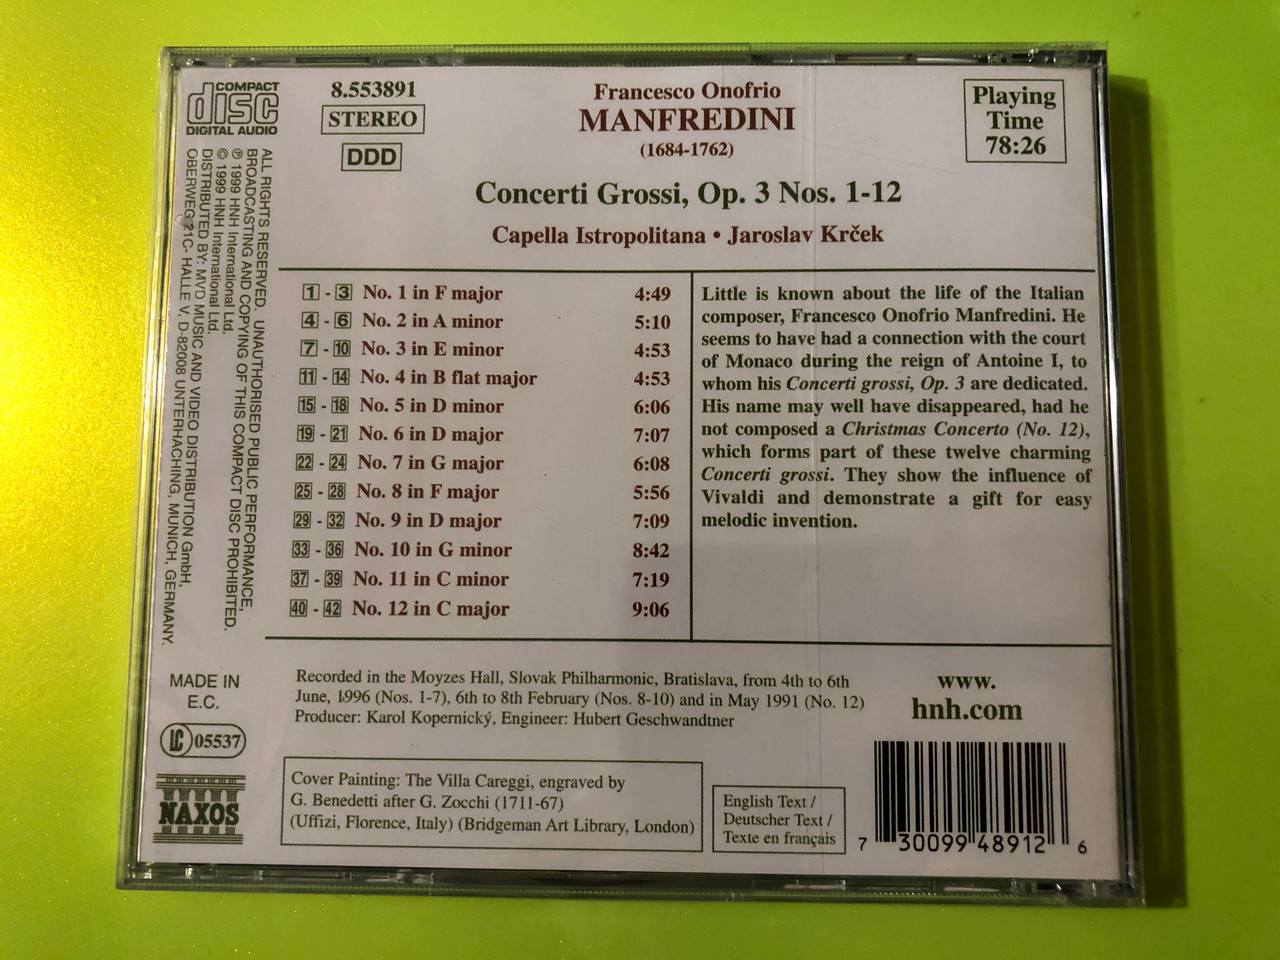 COMPACT
disc
DIGITAL AUDIO
8.553891
STEREO
DDD
Francesco Onofrio
MANFREDINI
(1684-1762)
Playing
Time
78:26
Concerti Grossi, Op. 3 Nos. 1-12
Capella Istropolitana • Jaroslav Krček
ALL RIGHTS RESERVED. UNAUTHORISED PUBLIC PERFORMANCE,
BROADCASTING AND COPYING OF THIS COMPACT DISC PROHIBITED.
℗ 1999 HNH International Ltd.
© 1999 HNH International Ltd.
DISTRIBUTED BY: MVD MUSIC AND VIDEO DISTRIBUTION GmbH,
OBERWEG 21C- HALLE V, D-82008 UNTERHACHING, MUNICH, GERMANY.
1 - 3 No. 1 in F major 4:49
4 - 6 No. 2 in A minor 5:10
7 - 10 No. 3 in E minor 4:53
11 - 14 No. 4 in B flat major 4:53
15 - 18 No. 5 in D minor 6:06
19 - 21 No. 6 in D major 7:07
22 - 24 No. 7 in G major 6:08
25 - 28 No. 8 in F major 5:56
29 - 32 No. 9 in D major 7:09
33 - 36 No. 10 in G minor 8:42
37 - 39 No. 11 in C minor 7:19
40 - 42 No. 12 in C major 9:06
Little is known about the life of the Italian
composer, Francesco Onofrio Manfredini. He
seems to have had a connection with the court
of Monaco during the reign of Antoine I, to
whom his Concerti grossi, Op. 3 are dedicated.
His name may well have disappeared, had he
not composed a Christmas Concerto (No. 12),
which forms part of these twelve charming
Concerti grossi. They show the influence of
Vivaldi and demonstrate a gift for easy
melodic invention.
MADE IN
E.C.
LC 05537
NAXOS
Recorded in the Moyzes Hall, Slovak Philharmonic, Bratislava, from 4th to 6th
June, 1996 (Nos. 1-7), 6th to 8th February (Nos. 8-10) and in May 1991 (No. 12)
Producer: Karol Kopernický, Engineer: Hubert Geschwandtner
www.
hnh.com
Cover Painting: The Villa Careggi, engraved by
G. Benedetti after G. Zocchi (1711-67)
(Uffizi, Florence, Italy) (Bridgeman Art Library, London)
English Text /
Deutscher Text /
Texte en français
7 30099 48912 6